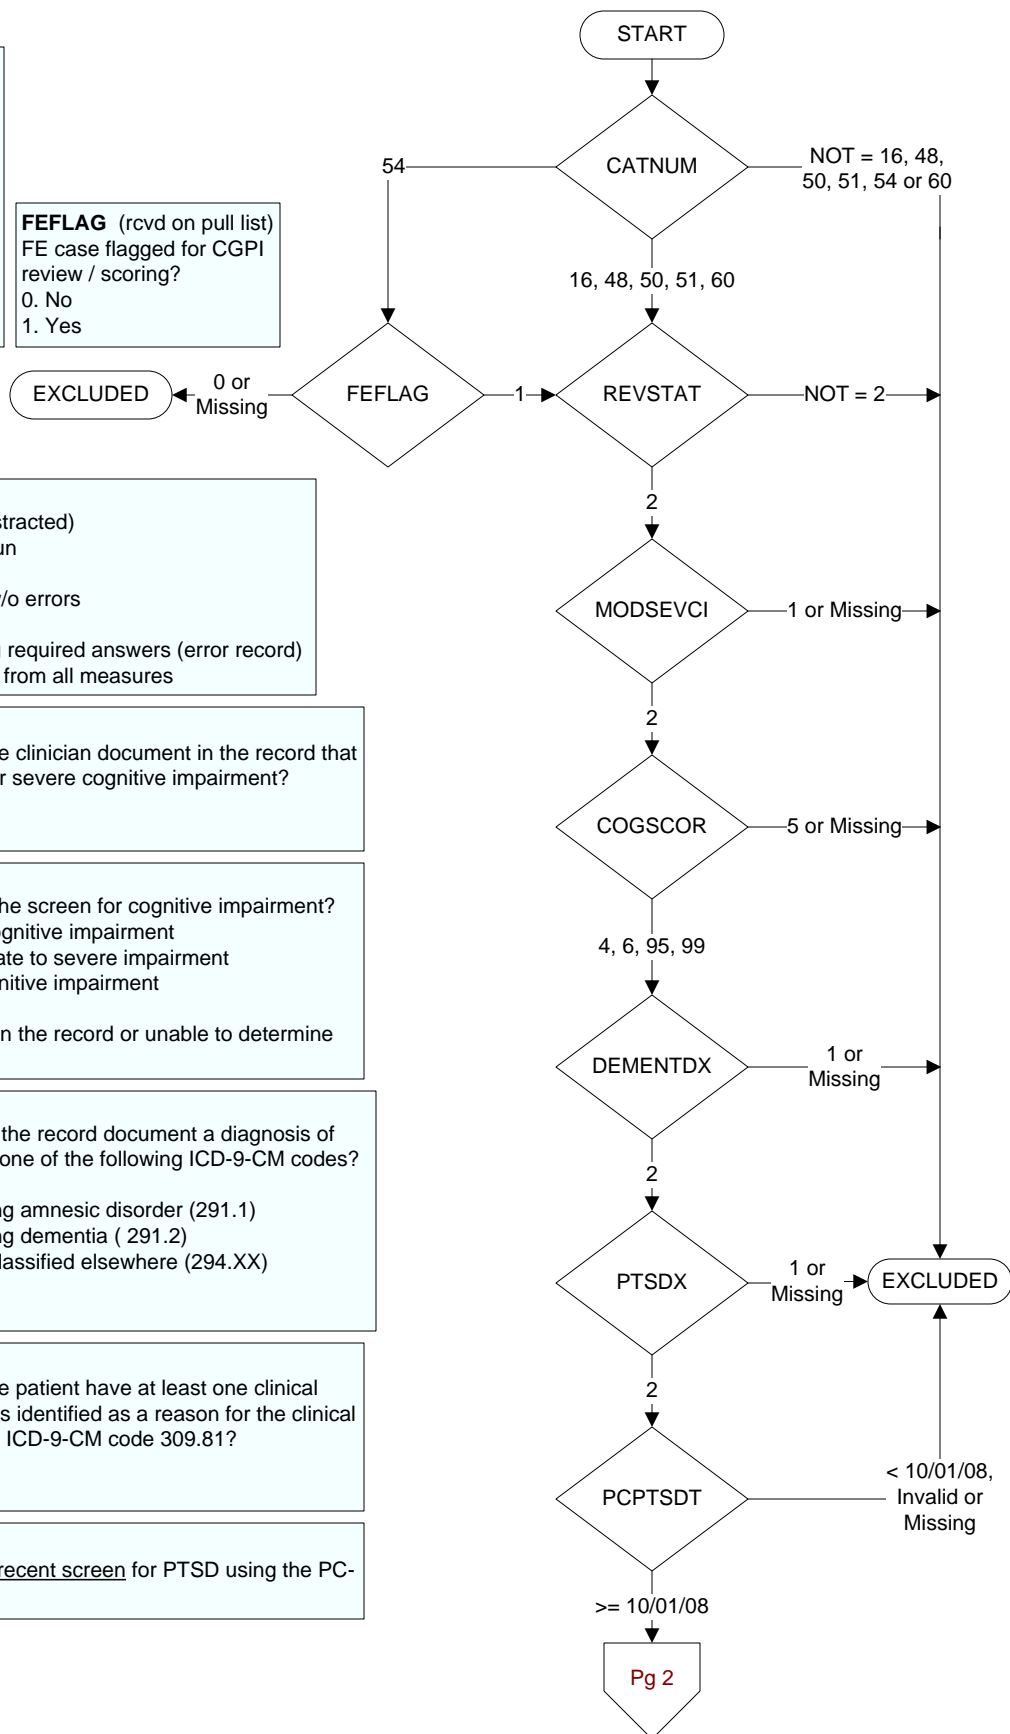 START
CATNUM
54
NOT = 16, 48,
50, 51, 54 or 60
FEFLAG (rcvd on pull list)
FE case flagged for CGPI
review / scoring?
0. No
1. Yes
16, 48, 50, 51, 60
EXCLUDED
0 or
Missing
FEFLAG
1
REVSTAT
NOT = 2
stracted)
un
/o errors
required answers (error record)
from all measures
2
MODSEVCI
1 or Missing
e clinician document in the record that
r severe cognitive impairment?
2
COGSCOR
5 or Missing
he screen for cognitive impairment?
ognitive impairment
ate to severe impairment
nitive impairment
n the record or unable to determine
4, 6, 95, 99
DEMENTDX
1 or
Missing
the record document a diagnosis of
one of the following ICD-9-CM codes?
ng amnesic disorder (291.1)
ng dementia ( 291.2)
lassified elsewhere (294.XX)
2
PTSDX
1 or
Missing
EXCLUDED
e patient have at least one clinical
s identified as a reason for the clinical
ICD-9-CM code 309.81?
2
PCPTSDT
< 10/01/08,
Invalid or
Missing
recent screen for PTSD using the PC-
>= 10/01/08
Pg 2